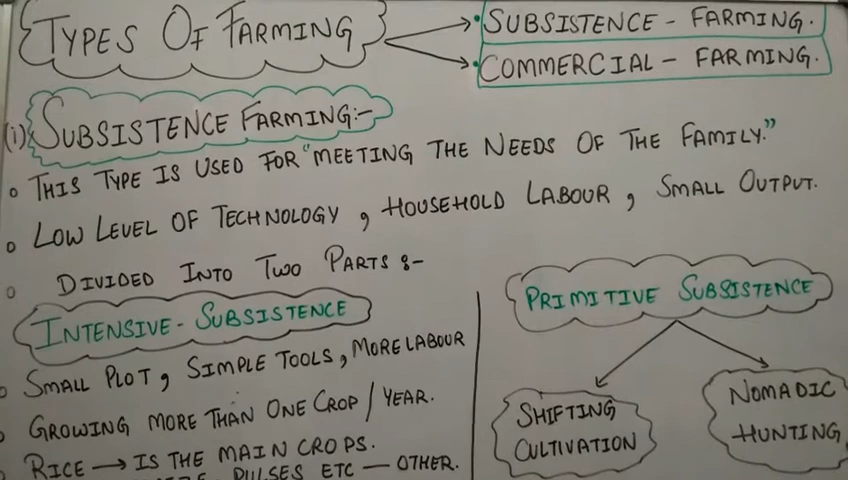 TYPES OF FARMING
SUBSISTENCE - FARMING.
COMMERCIAL - FARMING.
(i) SUBSISTENCE FARMING:-
THIS TYPE IS USED FOR "MEETING THE NEEDS OF THE FAMILY."
LOW LEVEL OF TECHNOLOGY, HOUSEHOLD LABOUR, SMALL OUTPUT.
DIVIDED INTO TWO PARTS :-
INTENSIVE - SUBSISTENCE
SMALL PLOT, SIMPLE TOOLS, MORE LABOUR
GROWING MORE THAN ONE CROP / YEAR.
RICE → IS THE MAIN CROPS.
PULSES ETC — OTHER.
PRIMITIVE SUBSISTENCE
SHIFTING
CULTIVATION
NOMADIC
HUNTING